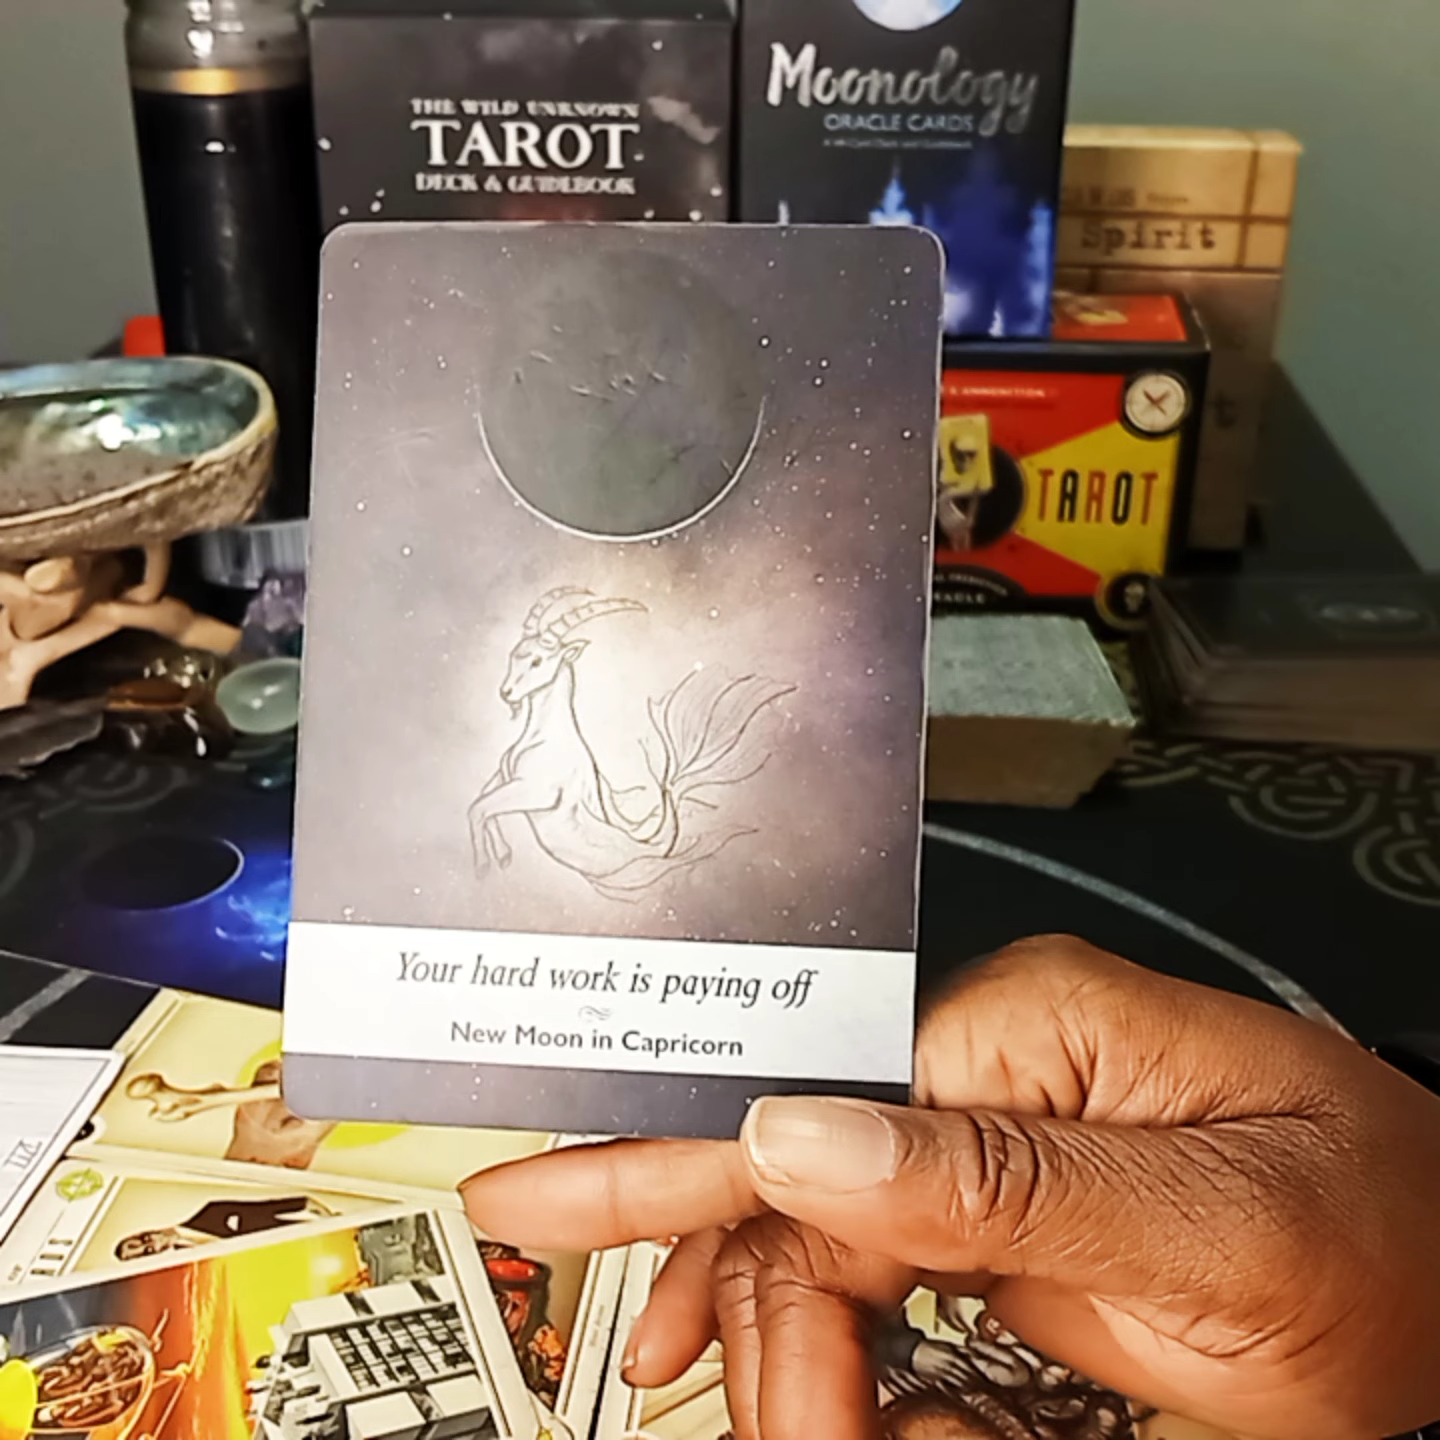 THE WILD UNKNOWN
TAROT
DECK & GUIDEBOOK
Moonology
ORACLE CARDS
Spirit
TAROT
Your hard work is paying off
New Moon in Capricorn
VII